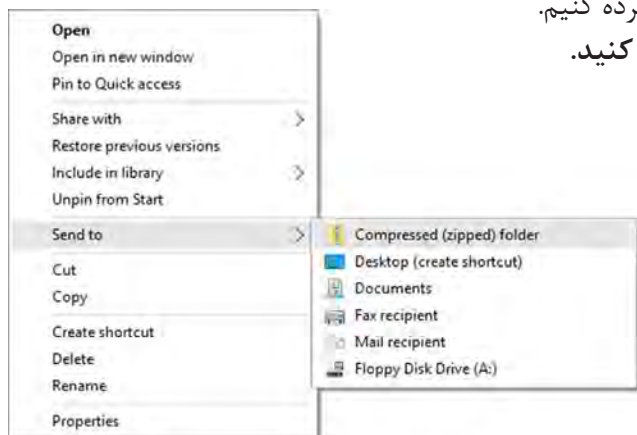 کنیم.
کنید.
Open
Open in new window
Pin to Quick access
Share with
Restore previous versions
Include in library
Unpin from Start
Send to
Cut
Copy
Create shortcut
Delete
Rename
Properties
Compressed (zipped) folder
Desktop (create shortcut)
Documents
Fax recipient
Mail recipient
Floppy Disk Drive (A:)